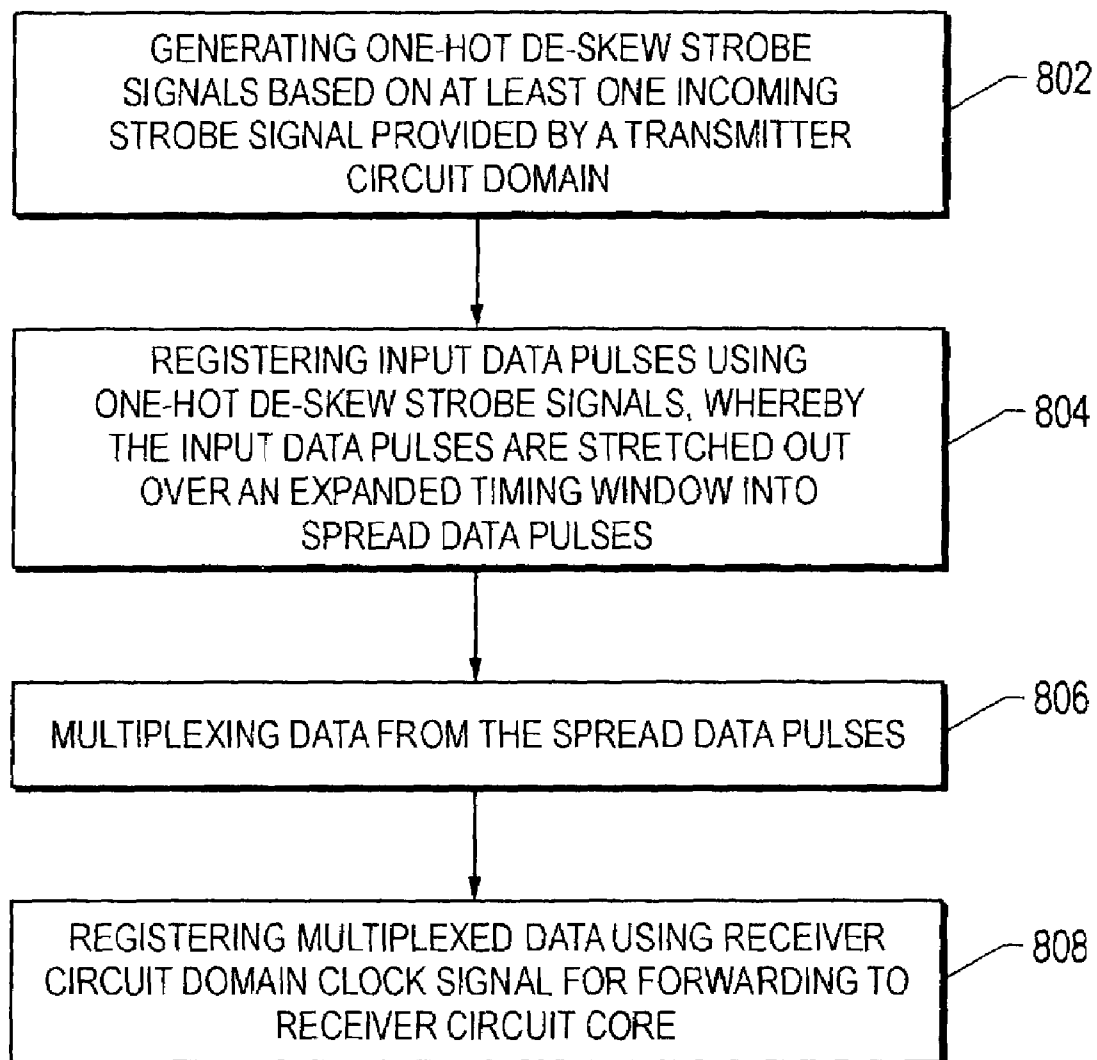 GENERATING ONE-HOT DE-SKEW STROBE
SIGNALS BASED ON AT LEAST ONE INCOMING
STROBE SIGNAL PROVIDED BY A TRANSMITTER
CIRCUIT DOMAIN
802
REGISTERING INPUT DATA PULSES USING
ONE-HOT DE-SKEW STROBE SIGNALS, WHEREBY
THE INPUT DATA PULSES ARE STRETCHED OUT
OVER AN EXPANDED TIMING WINDOW INTO
SPREAD DATA PULSES
804
MULTIPLEXING DATA FROM THE SPREAD DATA PULSES
806
REGISTERING MULTIPLEXED DATA USING RECEIVER
CIRCUIT DOMAIN CLOCK SIGNAL FOR FORWARDING TO
RECEIVER CIRCUIT CORE
808